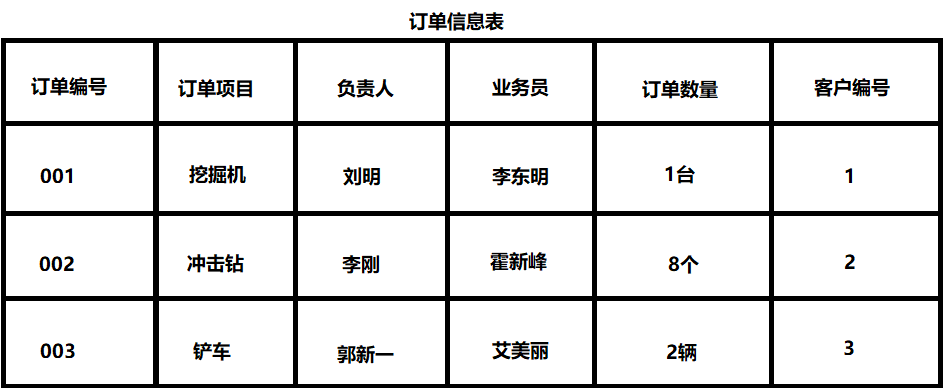 订单信息表
订单编号 订单项目 负责人 业务员 订单数量 客户编号
001 挖掘机 刘明 李东明 1台 1
002 冲击钻 李刚 霍新峰 8个 2
003 铲车 郭新一 艾美丽 2辆 3